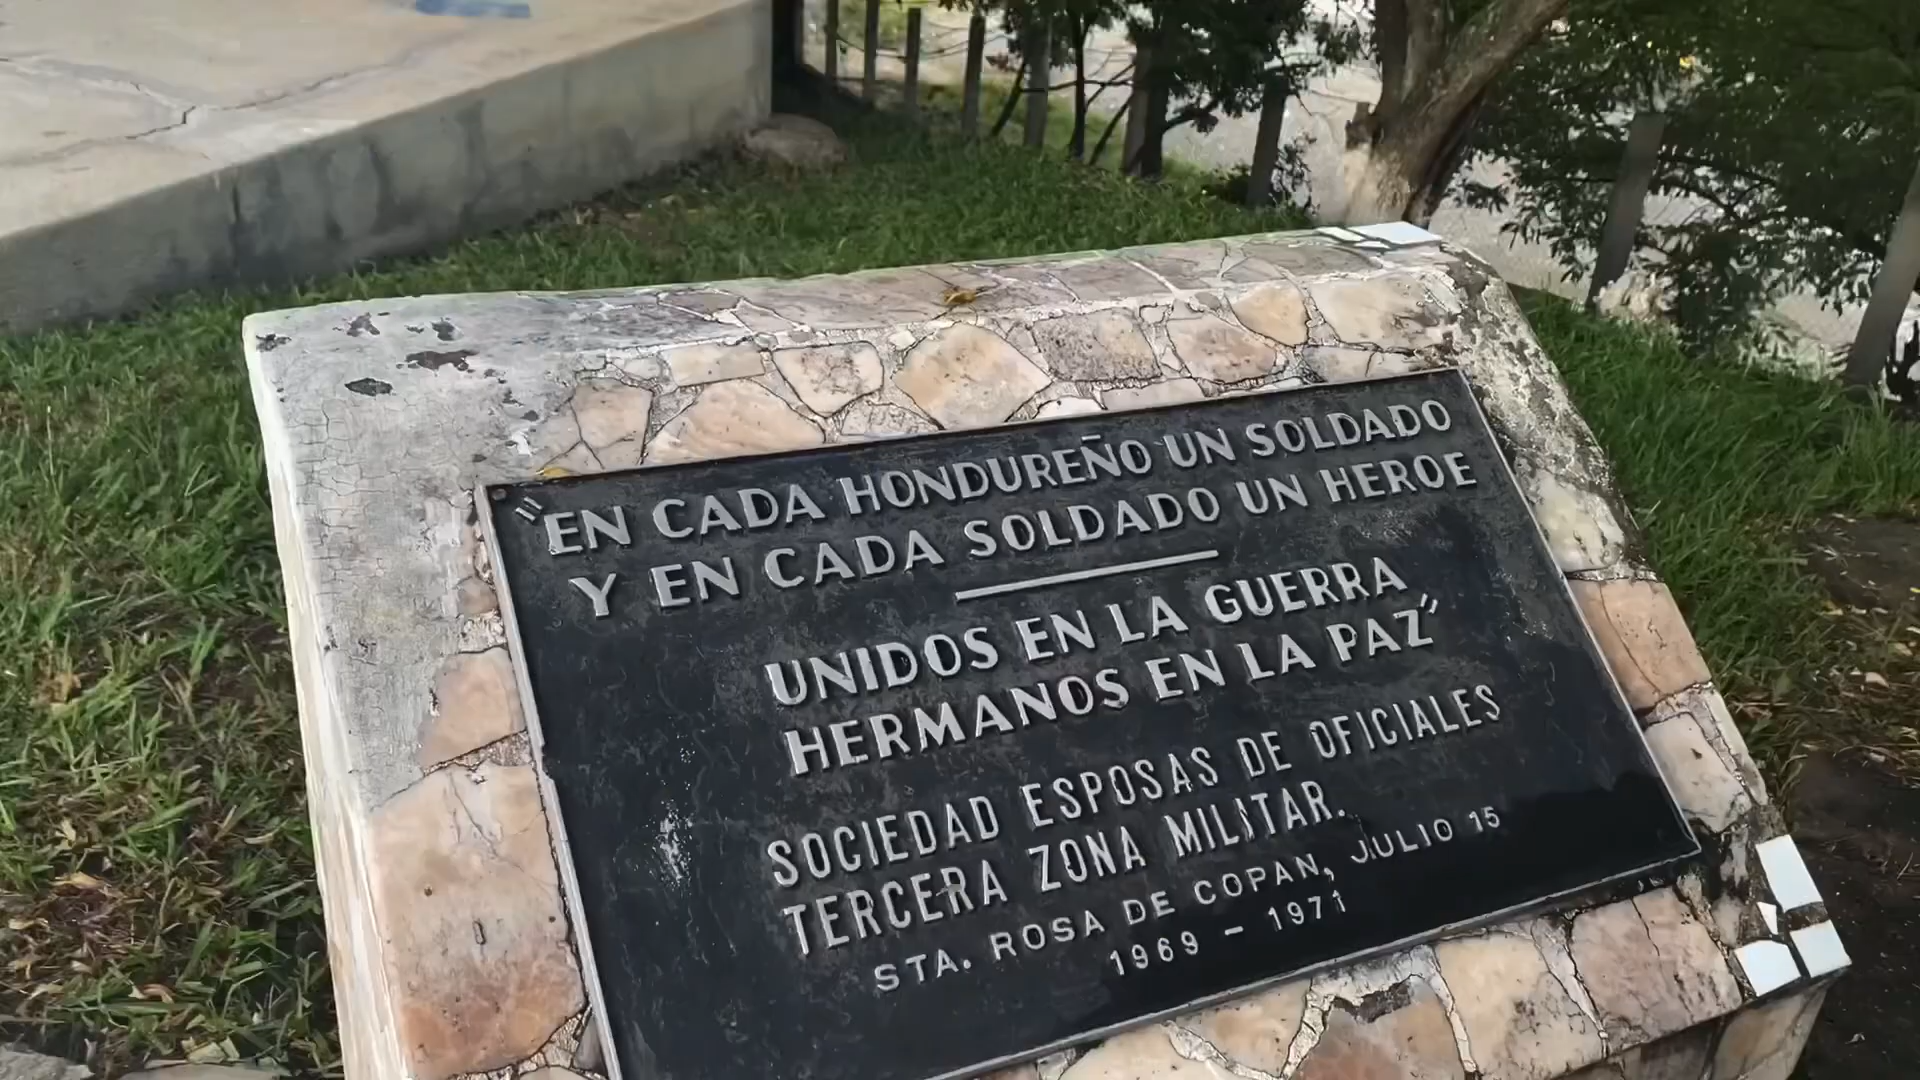 "EN CADA HONDUREÑO UN SOLDADO
Y EN CADA SOLDADO UN HEROE
UNIDOS EN LA GUERRA
HERMANOS EN LA PAZ"
SOCIEDAD ESPOSAS DE OFICIALES
TERCERA ZONA MILITAR.
STA. ROSA DE COPAN, JULIO 15
1969 - 1971